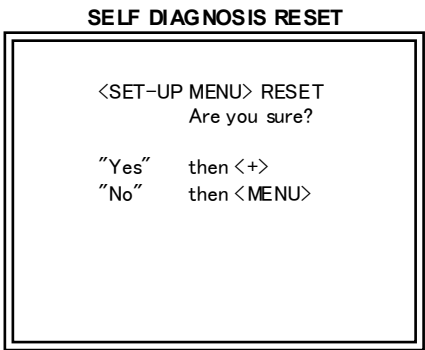 SELF DIAGNOSIS RESET
<SET-UP MENU> RESET
Are you sure?
"Yes" then <+>
"No" then <MENU>